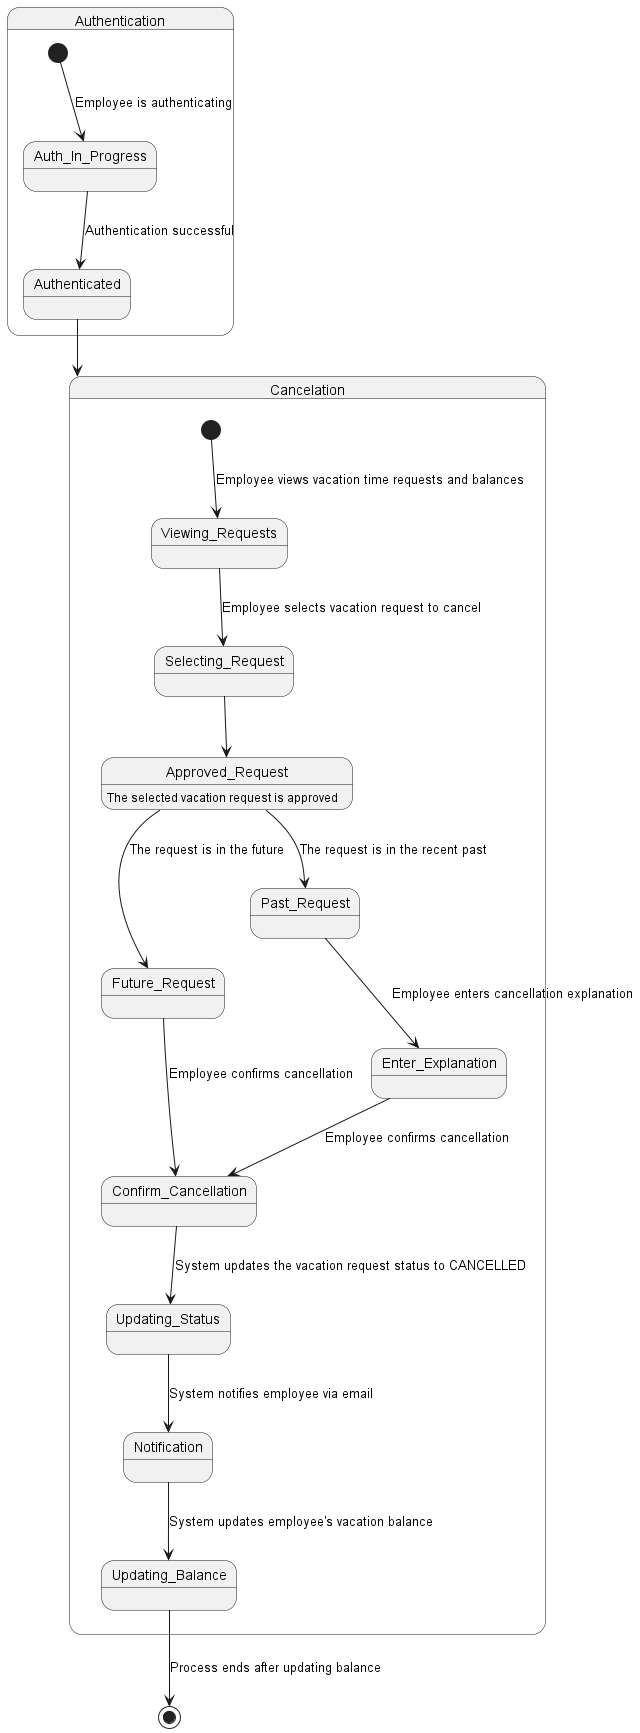 Authentication
Employee is authenticating
Auth_In_Progress
Authentication successful
Authenticated
Cancelation
Employee views vacation time requests and balances
Viewing_Requests
Employee selects vacation request to cancel
Selecting_Request
Approved_Request
The selected vacation request is approved
The request is in the future
The request is in the recent past
Past_Request
Future_Request
Employee enters cancellation explanation
Enter_Explanation
Employee confirms cancellation
Employee confirms cancellation
Confirm_Cancellation
System updates the vacation request status to CANCELLED
Updating_Status
System notifies employee via email
Notification
System updates employee's vacation balance
Updating_Balance
Process ends after updating balance